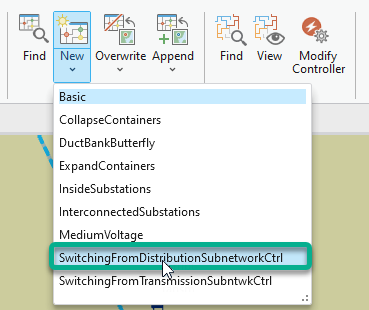 Find New Overwrite Append Find View Modify
Controller
Basic
CollapseContainers
DuctBankButterfly
ExpandContainers
InsideSubstations
InterconnectedSubstations
MediumVoltage
SwitchingFromDistributionSubnetworkCtrl
SwitchingFromTransmissionSubntwkCtrl